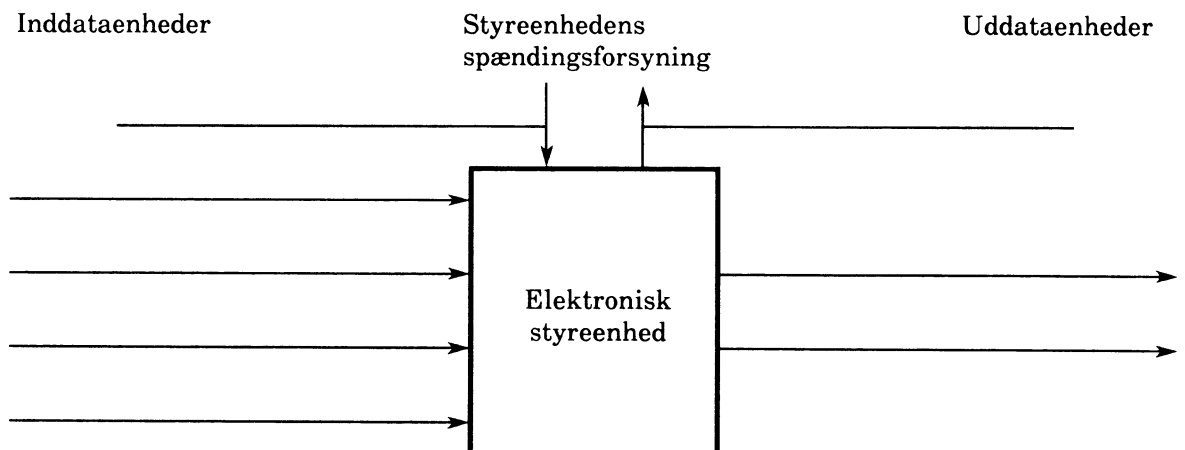 Inddataenheder
Styreenhedens
spændingsforsyning
Uddataenheder
Elektronisk
styreenhed